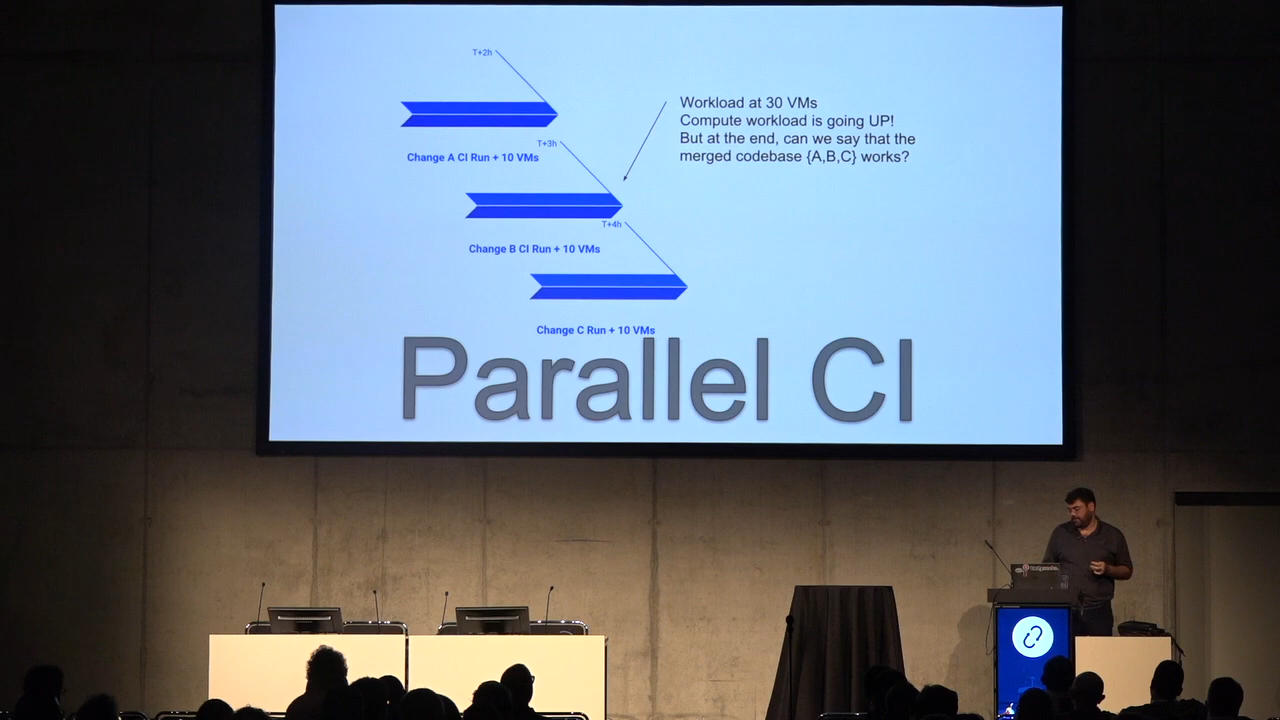 T+2h
Workload at 30 VMs
Compute workload is going UP!
But at the end, can we say that the
merged codebase {A,B,C} works?
T+3h
Change A CI Run + 10 VMs
T+4h
Change B CI Run + 10 VMs
Change C Run + 10 VMs
Parallel CI